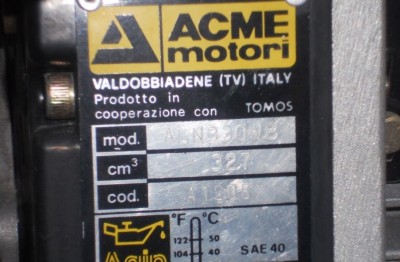 ACME
motori
VALDOBBIADENE (TV) ITALY
Prodotto in
cooperazione con TOMOS
mod.
cm³ 327
cod.
°F °C
122 50
104 40 SAE 40
Agip